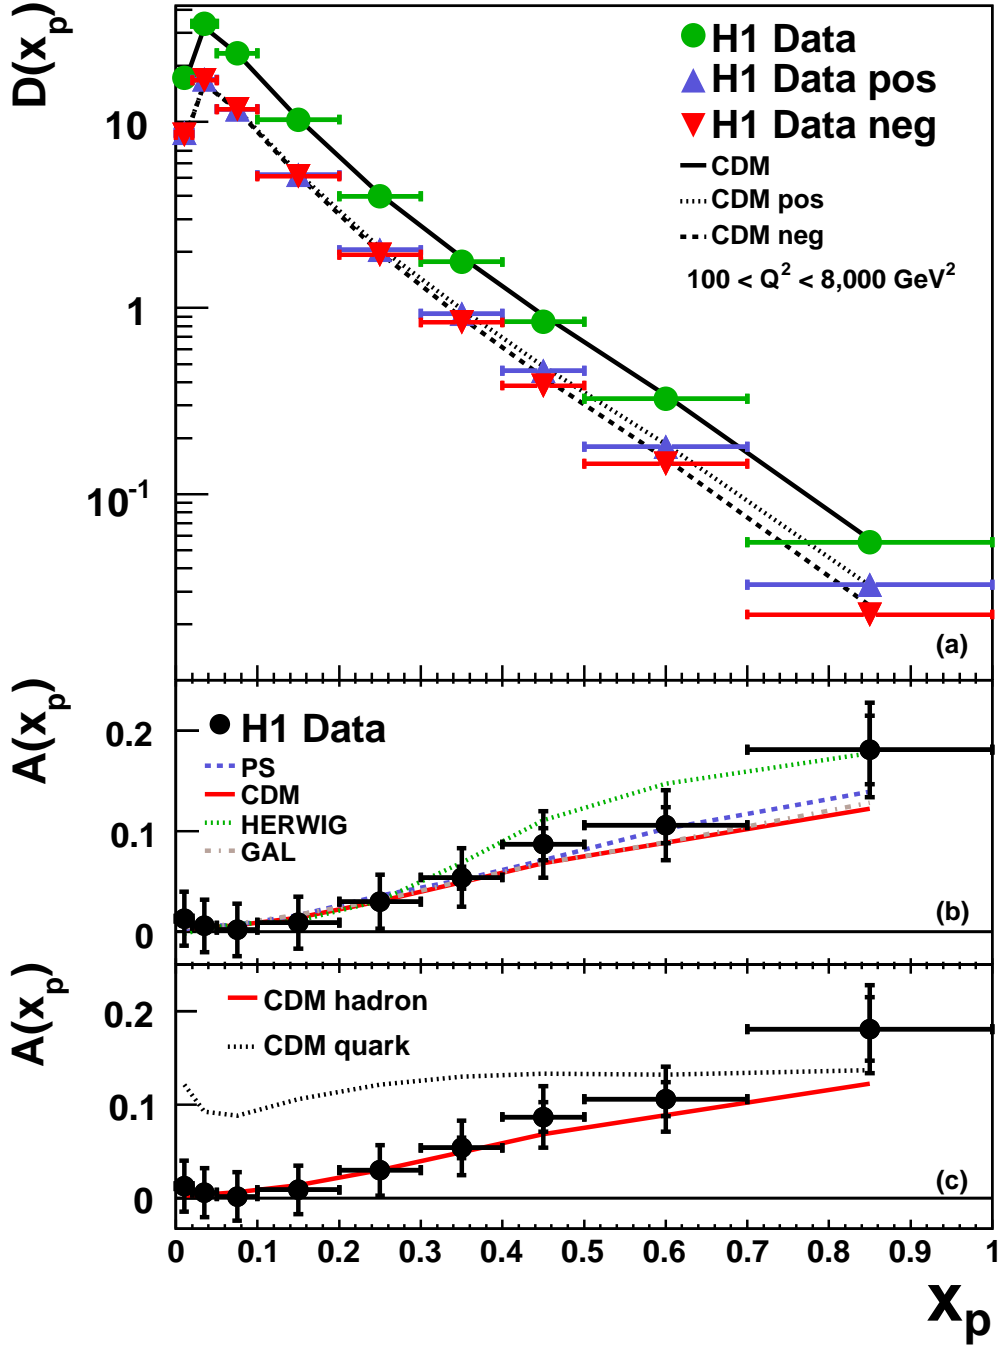 D(x_p)
10
1
10^-1
H1 Data
H1 Data pos
H1 Data neg
CDM
CDM pos
CDM neg
100 < Q^2 < 8,000 GeV^2
(a)
A(x_p)
0.2
0.1
0
H1 Data
PS
CDM
HERWIG
GAL
(b)
A(x_p)
0.2
0.1
0
CDM hadron
CDM quark
(c)
0 0.1 0.2 0.3 0.4 0.5 0.6 0.7 0.8 0.9 1
x_p